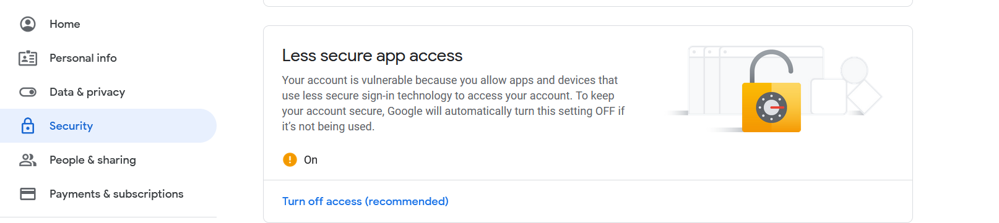 Home
Personal info
Data & privacy
Security
People & sharing
Payments & subscriptions
Less secure app access
Your account is vulnerable because you allow apps and devices that
use less secure sign-in technology to access your account. To keep
your account secure, Google will automatically turn this setting OFF if
it’s not being used.
On
Turn off access (recommended)